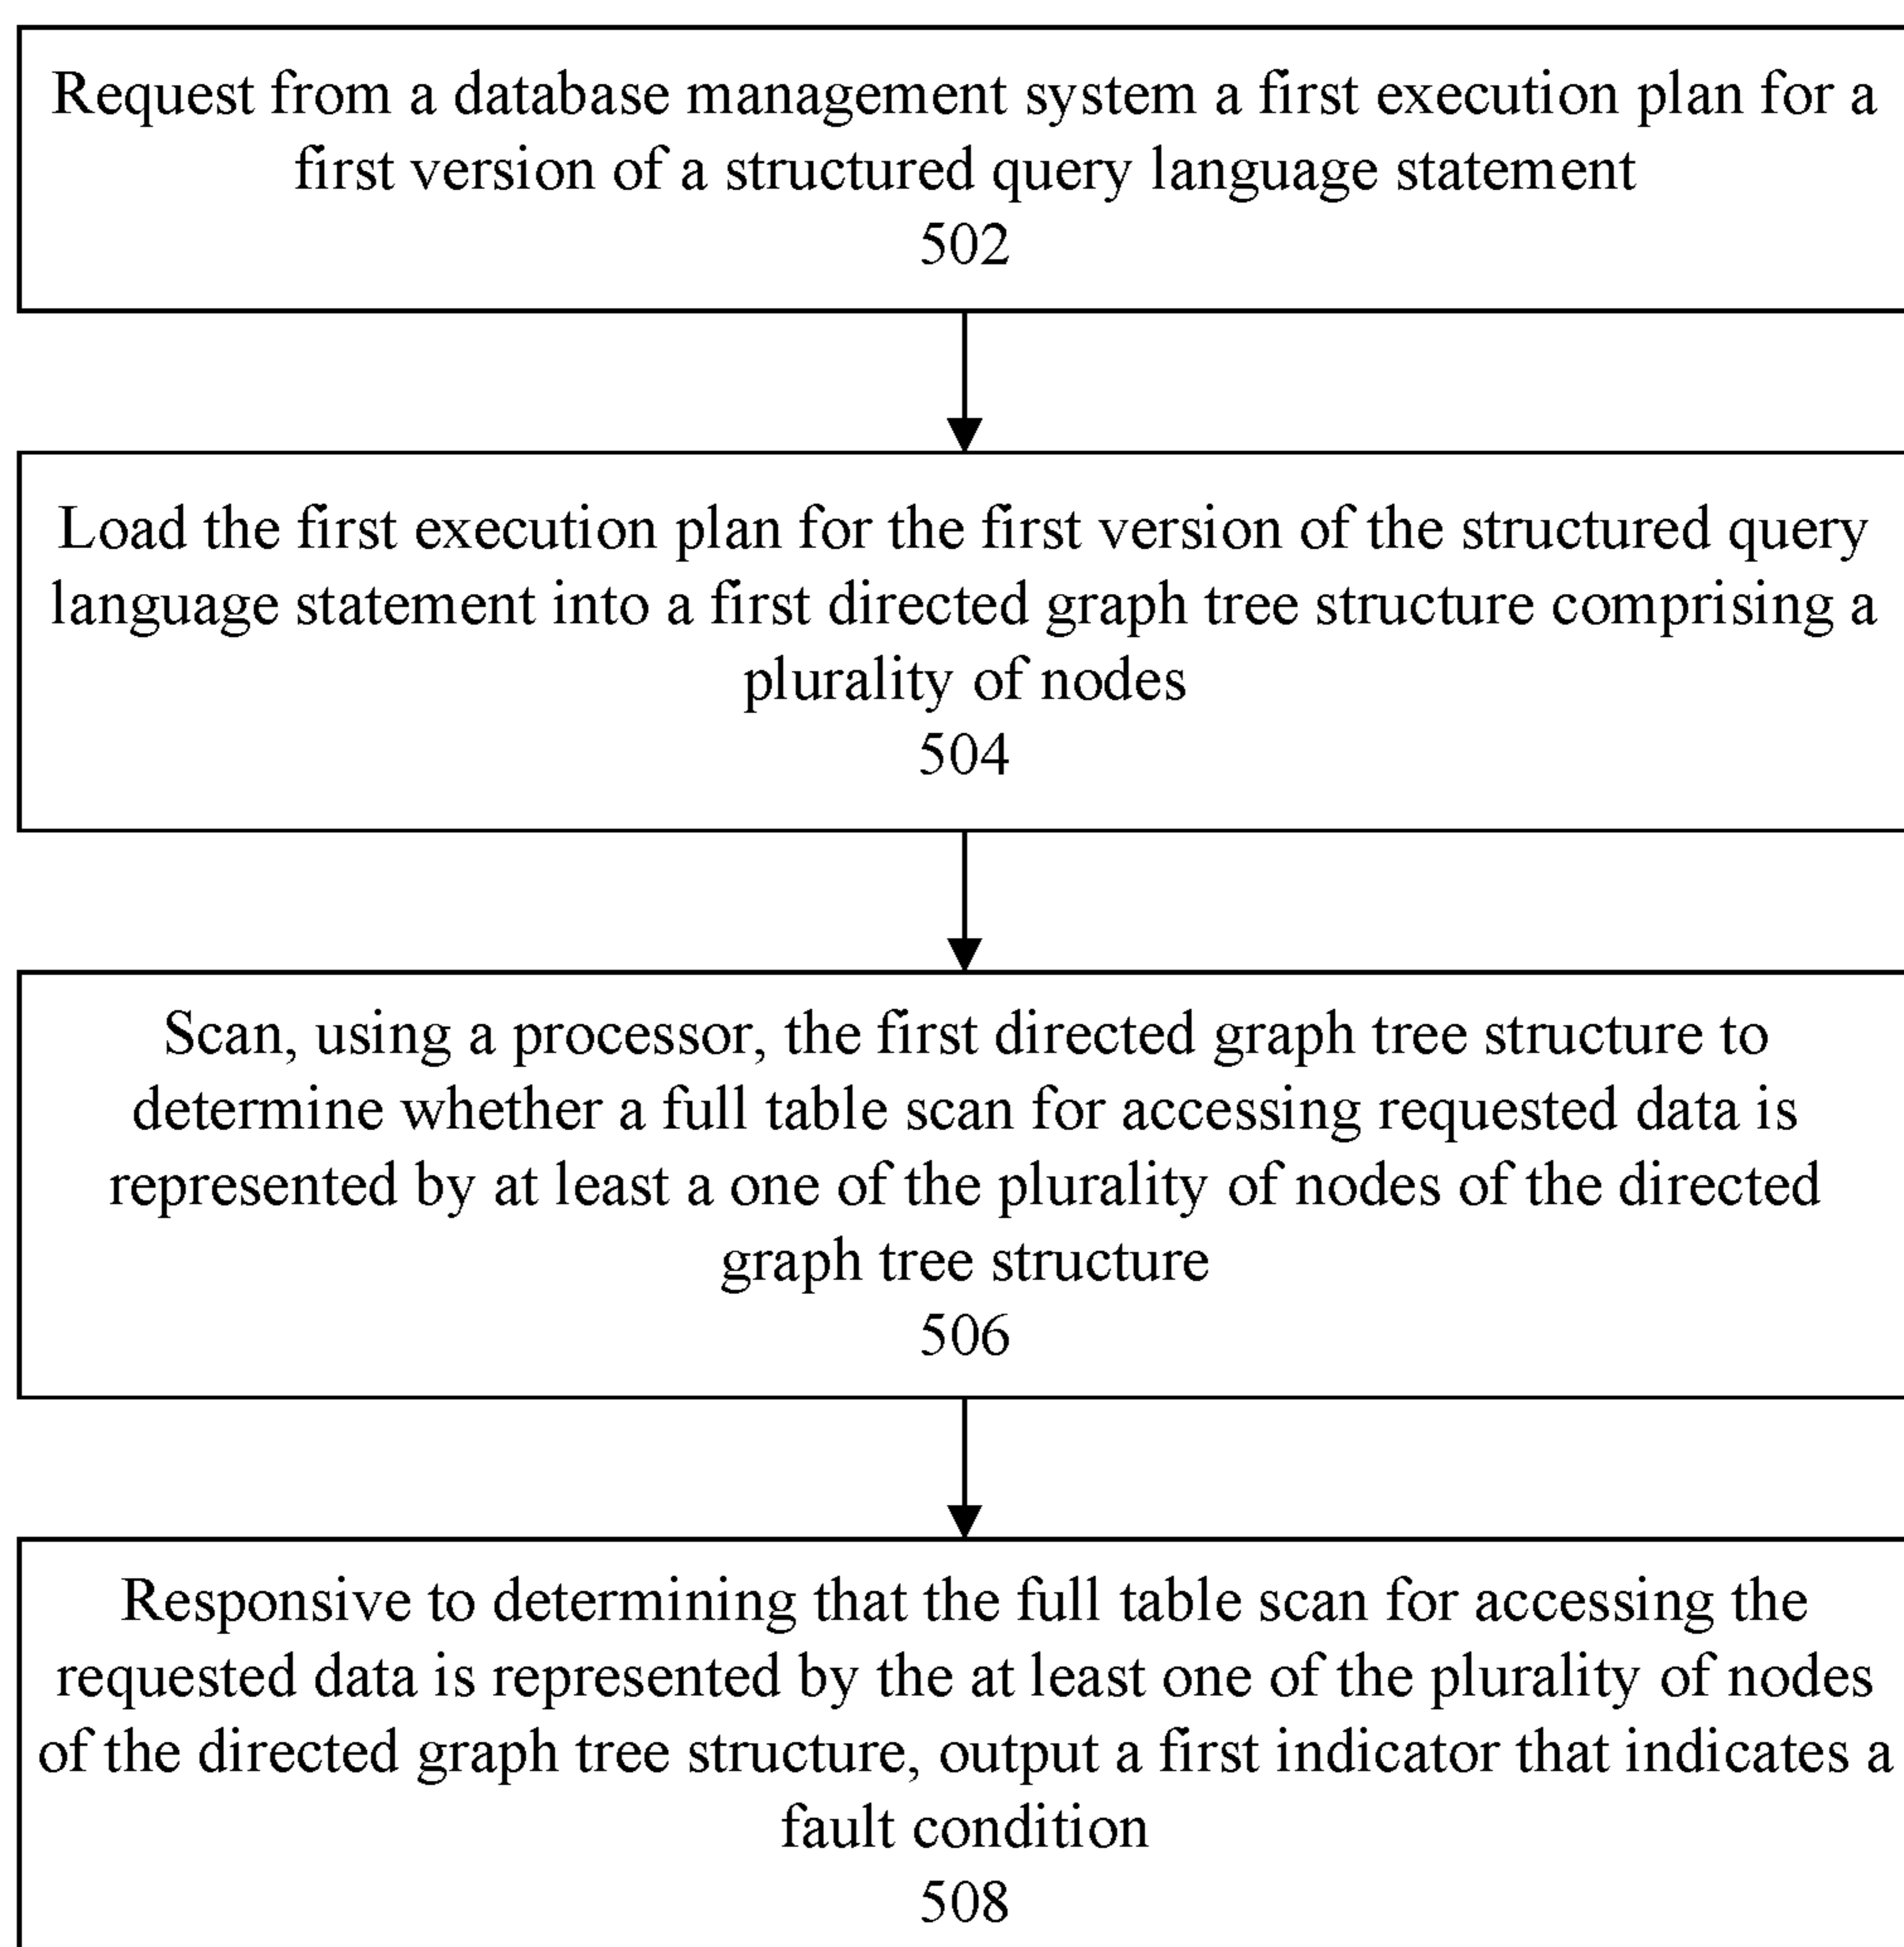 Request from a database management system a first execution plan for a
first version of a structured query language statement
502
Load the first execution plan for the first version of the structured query
language statement into a first directed graph tree structure comprising a
plurality of nodes
504
Scan, using a processor, the first directed graph tree structure to
determine whether a full table scan for accessing requested data is
represented by at least a one of the plurality of nodes of the directed
graph tree structure
506
Responsive to determining that the full table scan for accessing the
requested data is represented by the at least one of the plurality of nodes
of the directed graph tree structure, output a first indicator that indicates a
fault condition
508